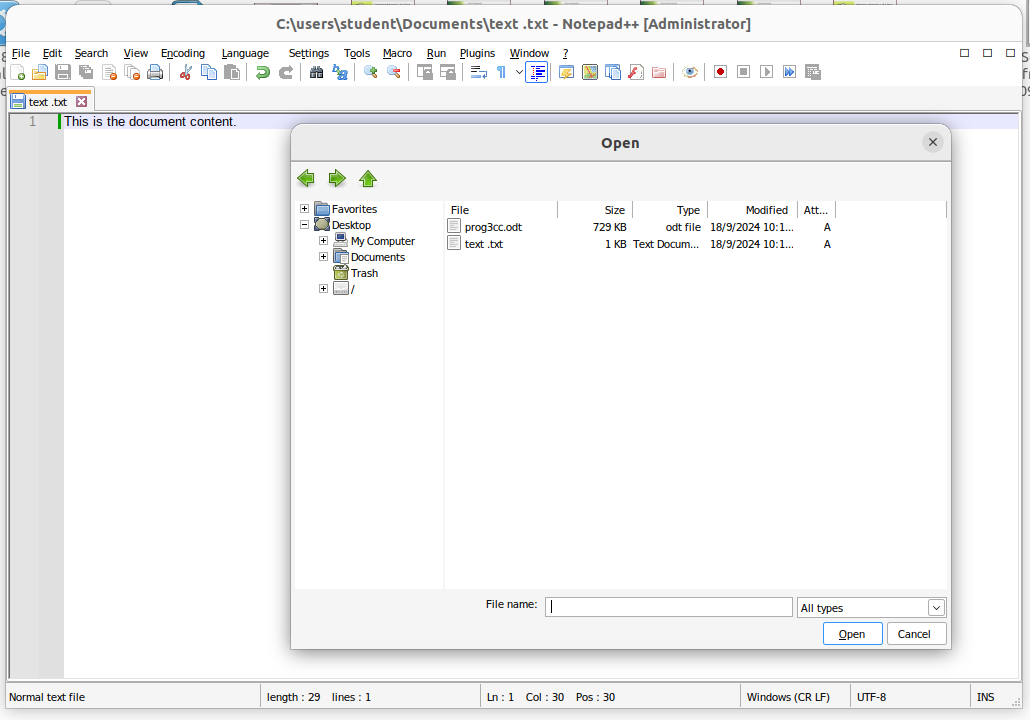 C:\users\student\Documents\text .txt - Notepad++ [Administrator]
File Edit Search View Encoding Language Settings Tools Macro Run Plugins Window ?
text .txt
1 This is the document content.
Open
Favorites
Desktop
My Computer
Documents
Trash
/
File Size Type Modified Att...
prog3cc.odt 729 KB odt file 18/9/2024 10:1... A
text .txt 1 KB Text Docum... 18/9/2024 10:1... A
File name: All types
Open Cancel
Normal text file length : 29 lines : 1 Ln : 1 Col : 30 Pos : 30 Windows (CR LF) UTF-8 INS